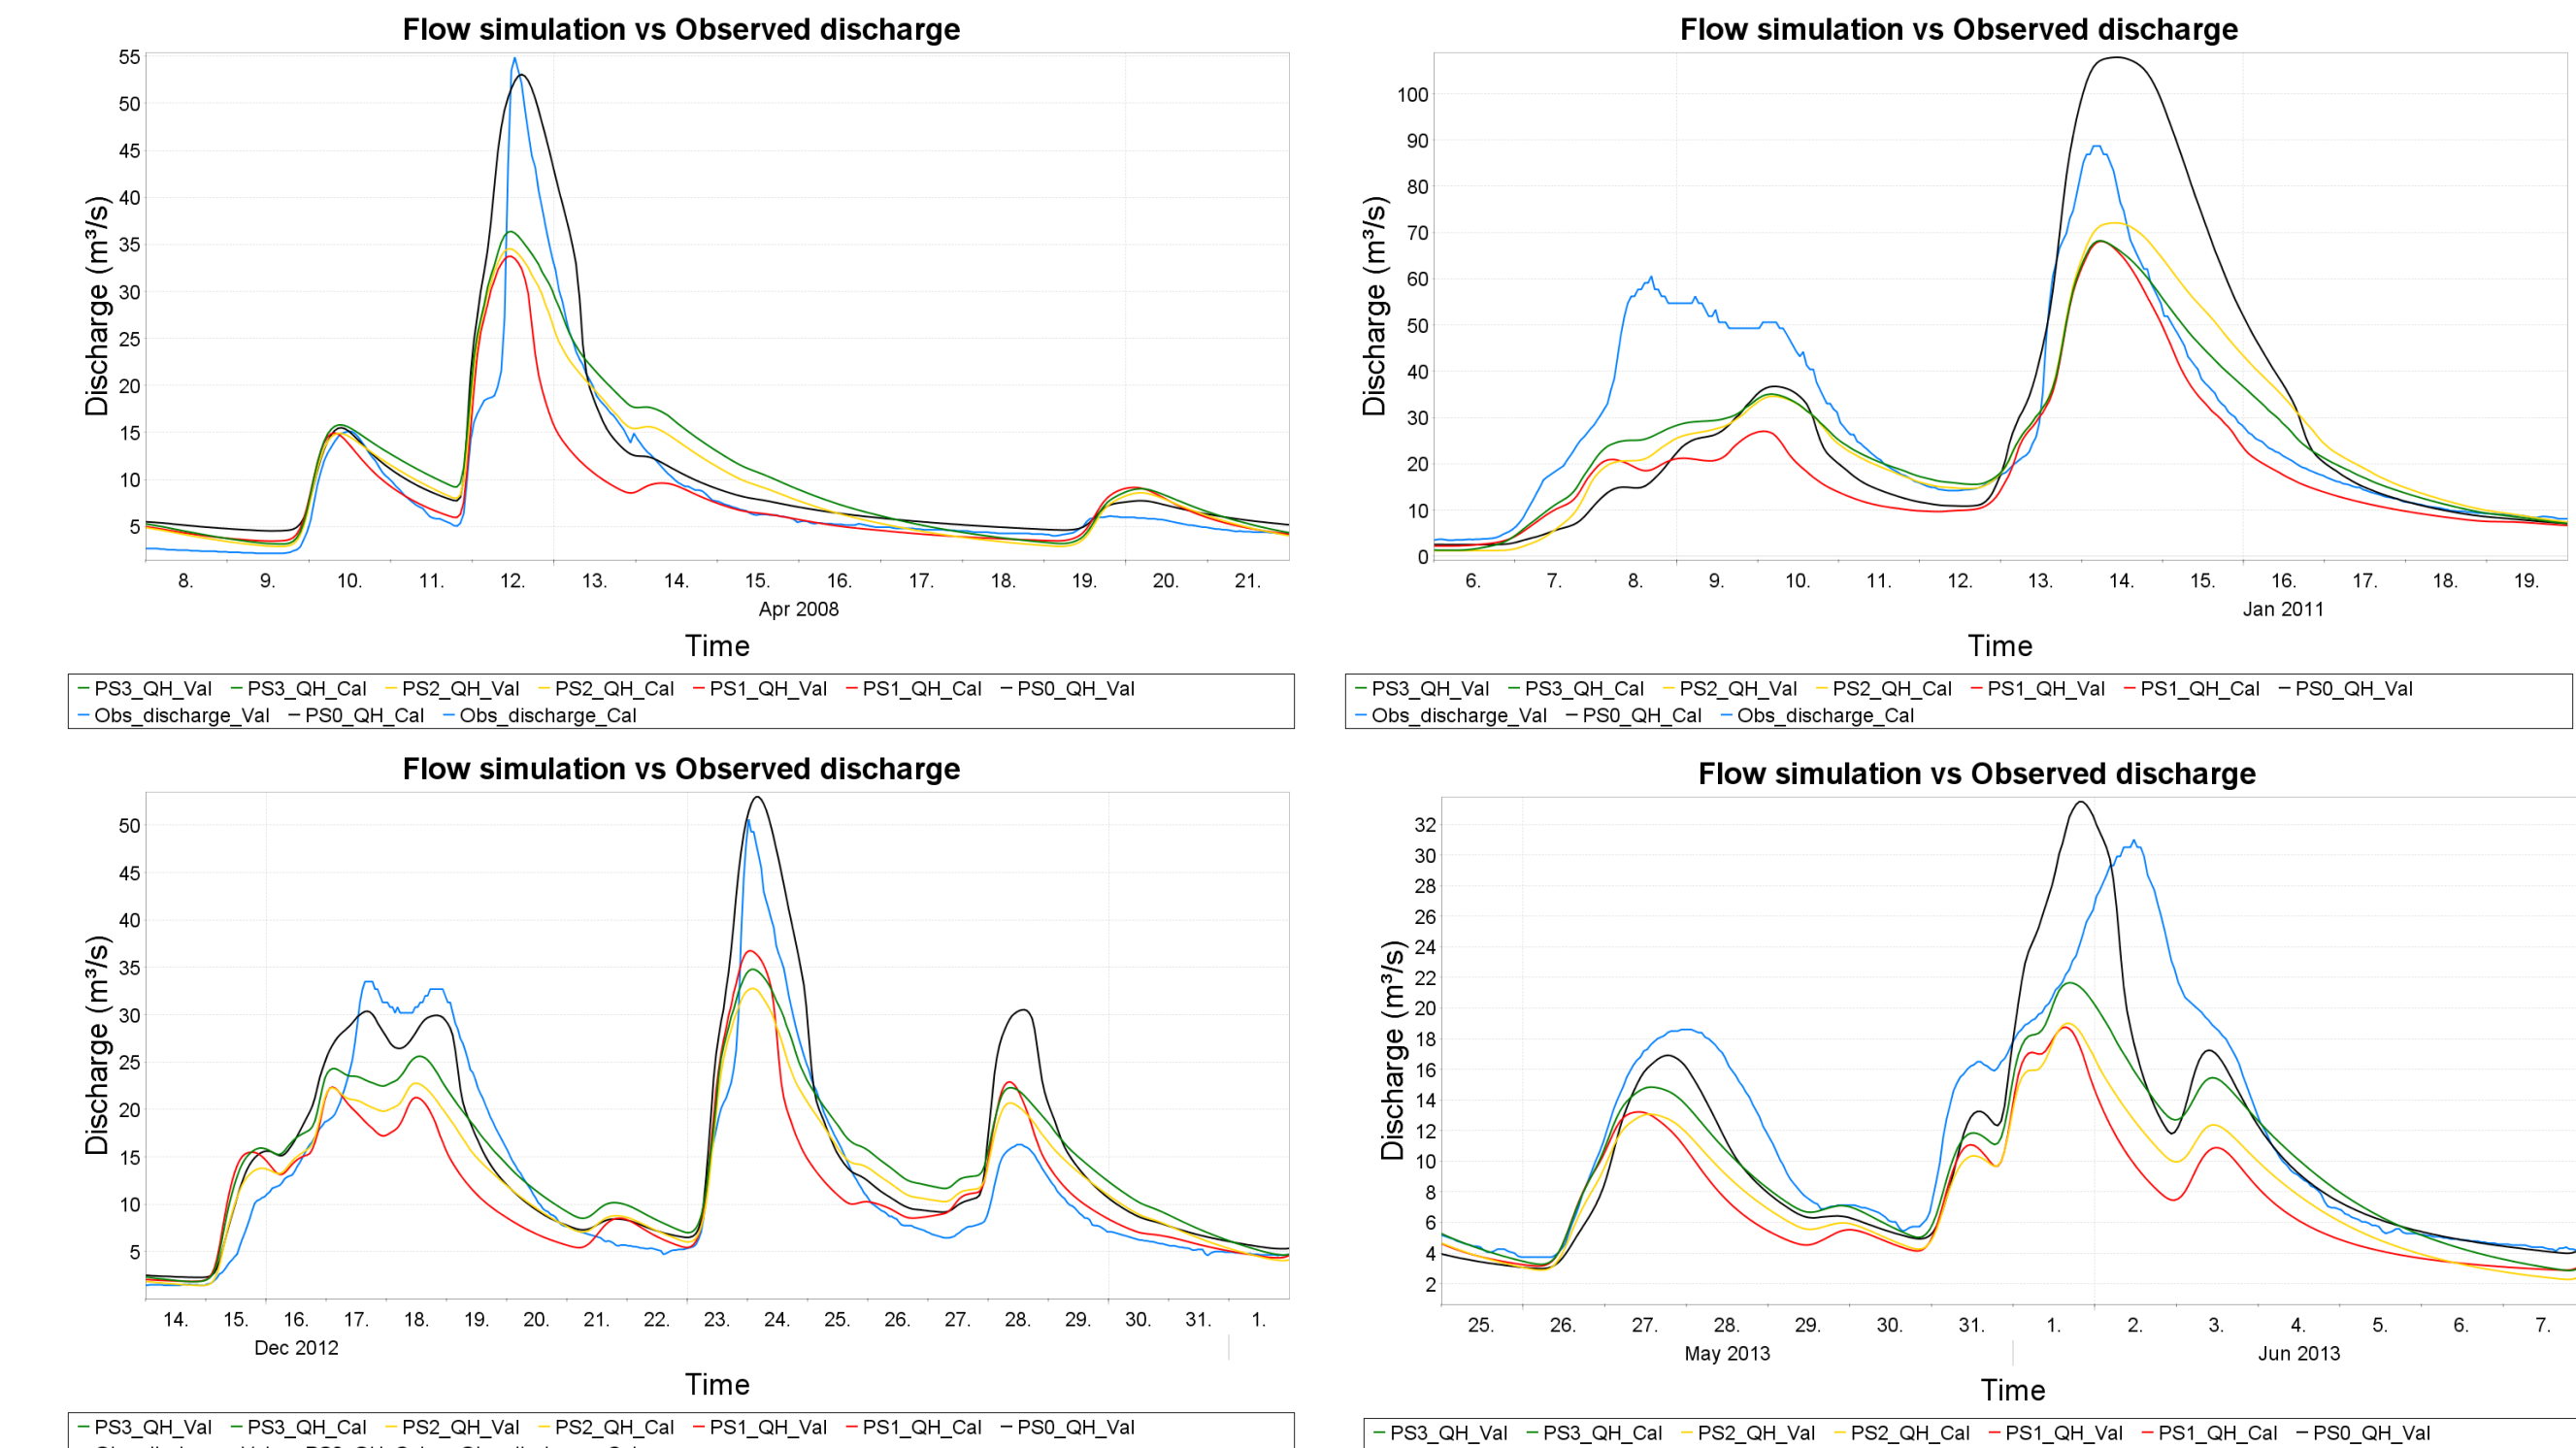 Flow simulation vs Observed discharge
55
50
45
40
35
30
25
20
15
10
5
Discharge (m³/s)
8. 9. 10. 11. 12. 13. 14. 15. 16. 17. 18. 19. 20. 21.
Apr 2008
Time
PS3_QH_Val PS3_QH_Cal PS2_QH_Val PS2_QH_Cal PS1_QH_Val PS1_QH_Cal PS0_QH_Val
Obs_discharge_Val PS0_QH_Cal Obs_discharge_Cal
Flow simulation vs Observed discharge
100
90
80
70
60
50
40
30
20
10
0
Discharge (m³/s)
6. 7. 8. 9. 10. 11. 12. 13. 14. 15. 16. 17. 18. 19.
Jan 2011
Time
PS3_QH_Val PS3_QH_Cal PS2_QH_Val PS2_QH_Cal PS1_QH_Val PS1_QH_Cal PS0_QH_Val
Obs_discharge_Val PS0_QH_Cal Obs_discharge_Cal
Flow simulation vs Observed discharge
50
45
40
35
30
25
20
15
10
5
Discharge (m³/s)
14. 15. 16. 17. 18. 19. 20. 21. 22. 23. 24. 25. 26. 27. 28. 29. 30. 31. 1.
Dec 2012
Time
PS3_QH_Val PS3_QH_Cal PS2_QH_Val PS2_QH_Cal PS1_QH_Val PS1_QH_Cal PS0_QH_Val
Flow simulation vs Observed discharge
32
30
28
26
24
22
20
18
16
14
12
10
8
6
4
2
Discharge (m³/s)
25. 26. 27. 28. 29. 30. 31. 1. 2. 3. 4. 5. 6. 7.
May 2013 Jun 2013
Time
PS3_QH_Val PS3_QH_Cal PS2_QH_Val PS2_QH_Cal PS1_QH_Val PS1_QH_Cal PS0_QH_Val